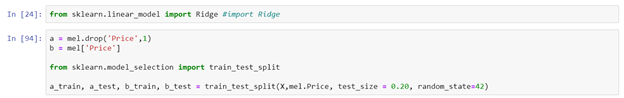 In [24]: from sklearn.linear_model import Ridge #import Ridge
In [94]: a = mel.drop('Price',1)
b = mel['Price']
from sklearn.model_selection import train_test_split
a_train, a_test, b_train, b_test = train_test_split(X,mel.Price, test_size = 0.20, random_state=42)